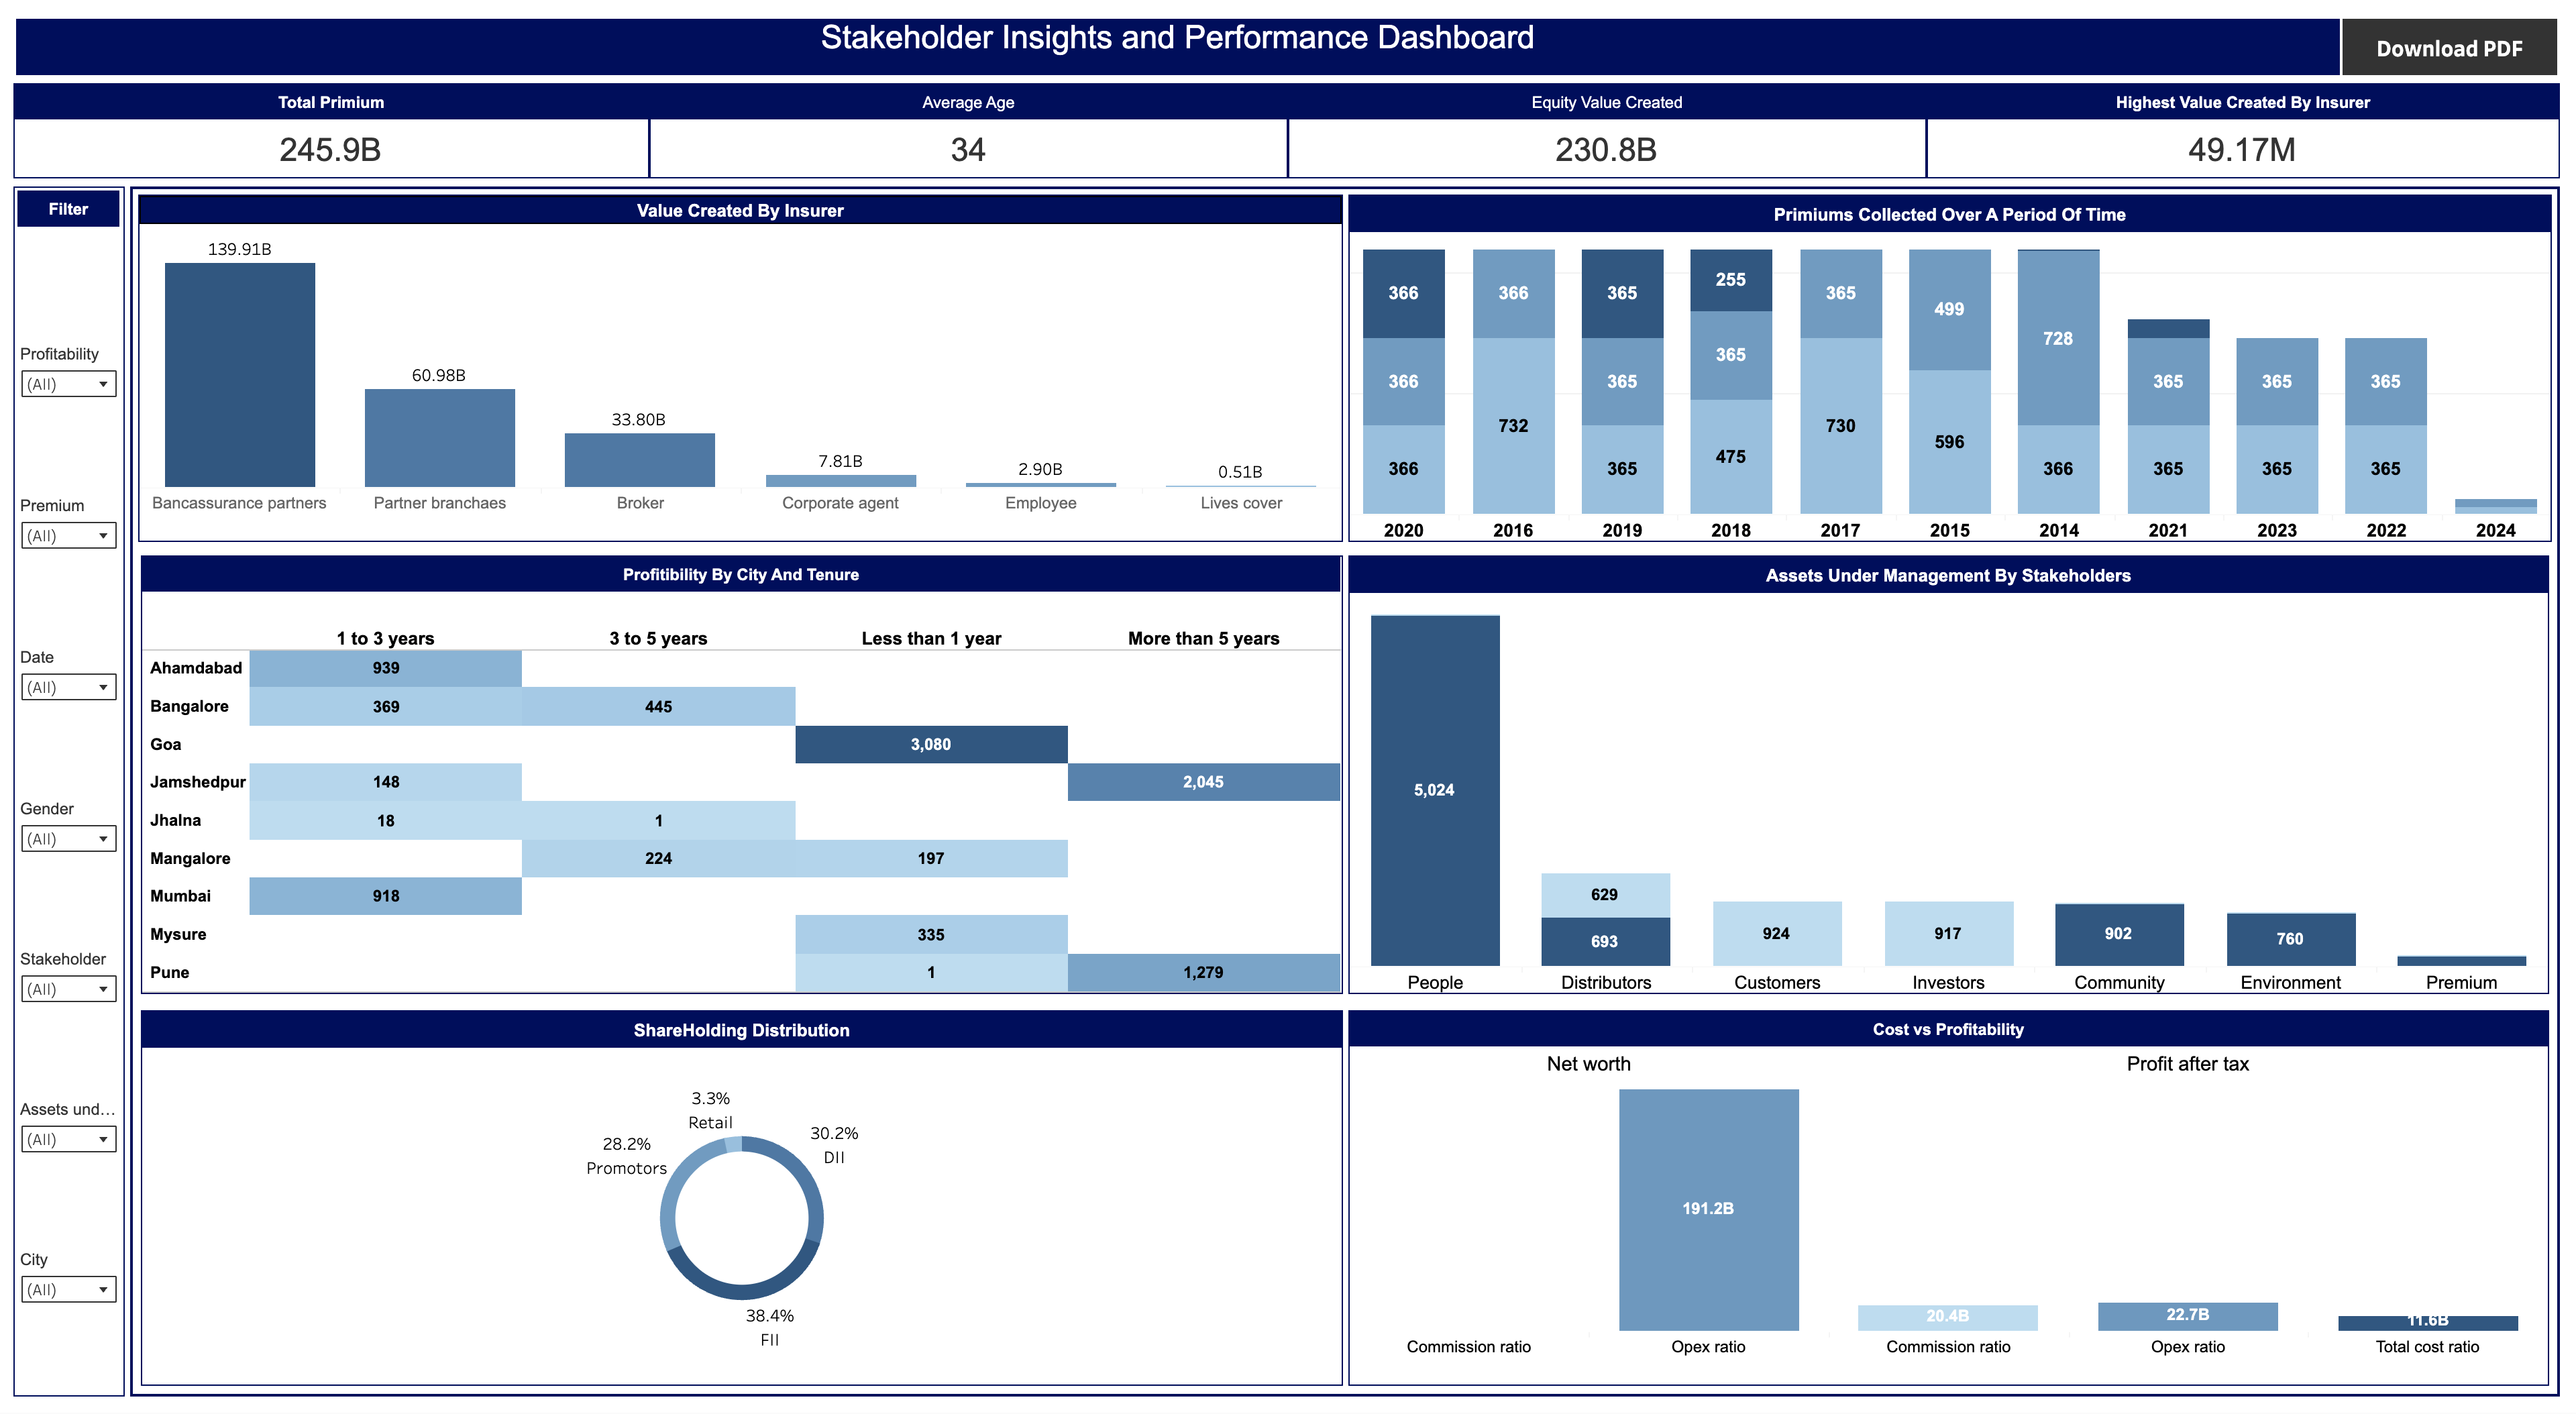 Stakeholder Insights and Performance Dashboard
Download PDF
Total Primium
Average Age
Equity Value Created
Highest Value Created By Insurer
245.9B
34
230.8B
49.17M
Filter
Profitability
(All)
Premium
(All)
Date
(All)
Gender
(All)
Stakeholder
(All)
Assets und...
(All)
City
(All)
Value Created By Insurer
139.91B
60.98B
33.80B
7.81B
2.90B
0.51B
Bancassurance partners
Partner branchaes
Broker
Corporate agent
Employee
Lives cover
Primiums Collected Over A Period Of Time
366 366 365 255 365 499 728
366 365 365 365 365 365
366 732 365 475 730 596 366 365 365 365
2020 2016 2019 2018 2017 2015 2014 2021 2023 2022 2024
Profitibility By City And Tenure
1 to 3 years 3 to 5 years Less than 1 year More than 5 years
Ahamdabad 939
Bangalore 369 445
Goa 3,080
Jamshedpur 148 2,045
Jhalna 18 1
Mangalore 224 197
Mumbai 918
Mysure 335
Pune 1 1,279
Assets Under Management By Stakeholders
5,024
629
693
924
917
902
760
People Distributors Customers Investors Community Environment Premium
ShareHolding Distribution
3.3%
Retail
30.2%
DII
28.2%
Promotors
38.4%
FII
Cost vs Profitability
Net worth Profit after tax
191.2B
20.4B
22.7B
11.6B
Commission ratio Opex ratio Commission ratio Opex ratio Total cost ratio